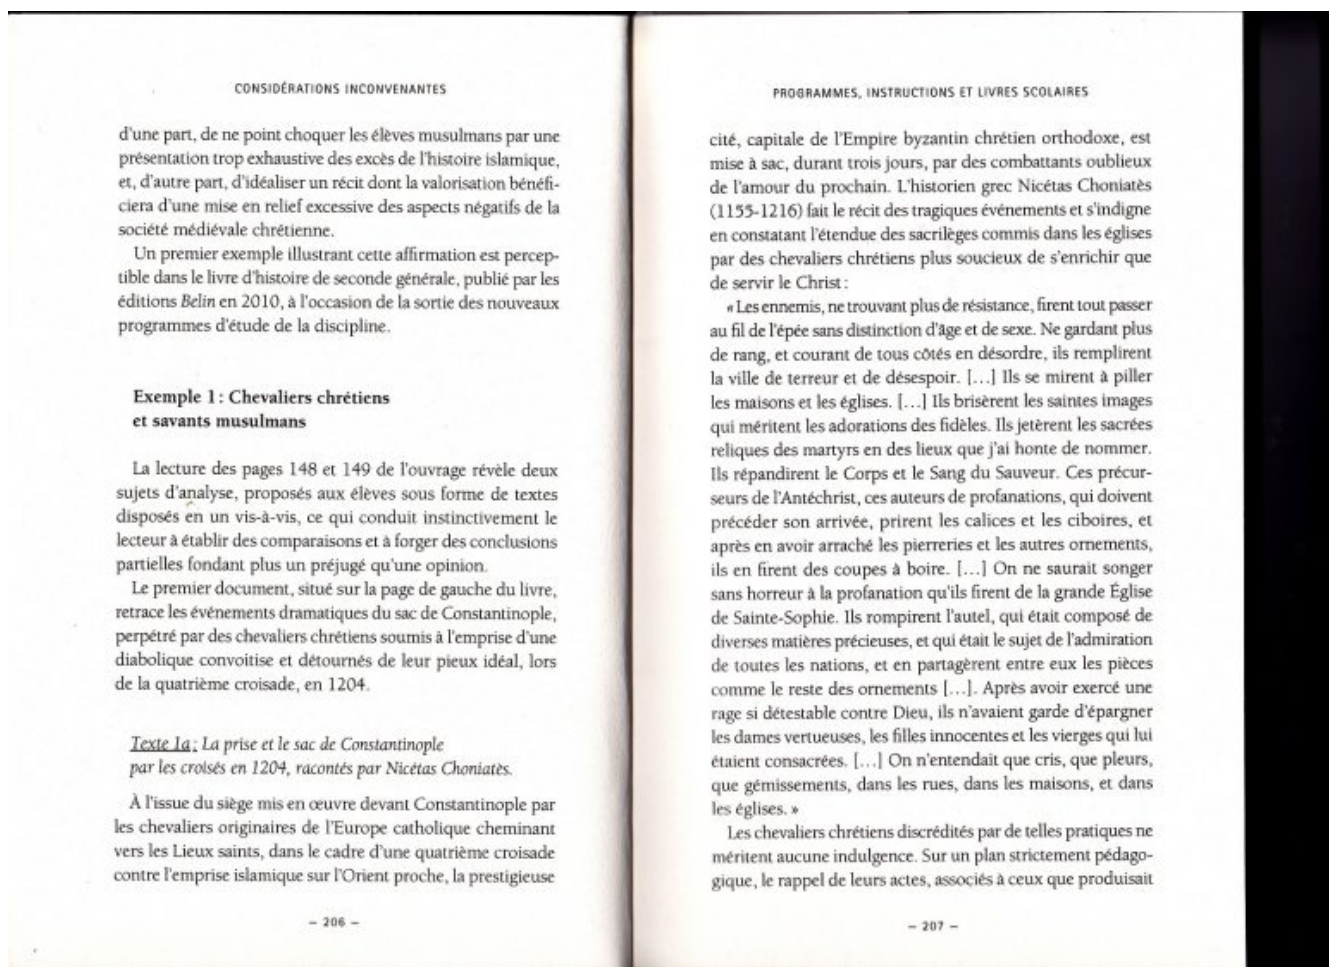 CONSIDÉRATIONS INCONVENANTES
d'une part, de ne point choquer les élèves musulmans par une
présentation trop exhaustive des excès de l'histoire islamique,
et, d'autre part, d'idéaliser un récit dont la valorisation bénéfi-
ciera d'une mise en relief excessive des aspects négatifs de la
société médiévale chrétienne.
Un premier exemple illustrant cette affirmation est percep-
tible dans le livre d'histoire de seconde générale, publié par les
éditions Belin en 2010, à l'occasion de la sortie des nouveaux
programmes d'étude de la discipline.
Exemple 1 : Chevaliers chrétiens
et savants musulmans
La lecture des pages 148 et 149 de l'ouvrage révèle deux
sujets d'analyse, proposés aux élèves sous forme de textes
disposés en un vis-à-vis, ce qui conduit instinctivement le
lecteur à établir des comparaisons et à forger des conclusions
partielles fondant plus un préjugé qu'une opinion.
Le premier document, situé sur la page de gauche du livre,
retrace les événements dramatiques du sac de Constantinople,
perpétré par des chevaliers chrétiens soumis à l'emprise d'une
diabolique convoitise et détournés de leur pieux idéal, lors
de la quatrième croisade, en 1204.
Texte 1a : La prise et le sac de Constantinople
par les croisés en 1204, racontés par Nicétas Choniatès.
À l'issue du siège mis en œuvre devant Constantinople par
les chevaliers originaires de l'Europe catholique cheminant
vers les Lieux saints, dans le cadre d'une quatrième croisade
contre l'emprise islamique sur l'Orient proche, la prestigieuse
– 206 –
PROGRAMMES, INSTRUCTIONS ET LIVRES SCOLAIRES
cité, capitale de l'Empire byzantin chrétien orthodoxe, est
mise à sac, durant trois jours, par des combattants oublieux
de l'amour du prochain. L'historien grec Nicétas Choniatès
(1155-1216) fait le récit des tragiques événements et s'indigne
en constatant l'étendue des sacrilèges commis dans les églises
par des chevaliers chrétiens plus soucieux de s'enrichir que
de servir le Christ :
« Les ennemis, ne trouvant plus de résistance, firent tout passer
au fil de l'épée sans distinction d'âge et de sexe. Ne gardant plus
de rang, et courant de tous côtés en désordre, ils remplirent
la ville de terreur et de désespoir. [...] Ils se mirent à piller
les maisons et les églises. [...] Ils brisèrent les saintes images
qui méritent les adorations des fidèles. Ils jetèrent les sacrées
reliques des martyrs en des lieux que j'ai honte de nommer.
Ils répandirent le Corps et le Sang du Sauveur. Ces précur-
seurs de l'Antéchrist, ces auteurs de profanations, qui doivent
précéder son arrivée, prirent les calices et les ciboires, et
après en avoir arraché les pierreries et les autres ornements,
ils en firent des coupes à boire. [...] On ne saurait songer
sans horreur à la profanation qu'ils firent de la grande Église
de Sainte-Sophie. Ils rompirent l'autel, qui était composé de
diverses matières précieuses, et qui était le sujet de l'admiration
de toutes les nations, et en partagèrent entre eux les pièces
comme le reste des ornements [...]. Après avoir exercé une
rage si détestable contre Dieu, ils n'avaient garde d'épargner
les dames vertueuses, les filles innocentes et les vierges qui lui
étaient consacrées. [...] On n'entendait que cris, que pleurs,
que gémissements, dans les rues, dans les maisons, et dans
les églises. »
Les chevaliers chrétiens discrédités par de telles pratiques ne
méritent aucune indulgence. Sur un plan strictement pédago-
gique, le rappel de leurs actes, associés à ceux que produisait
– 207 –